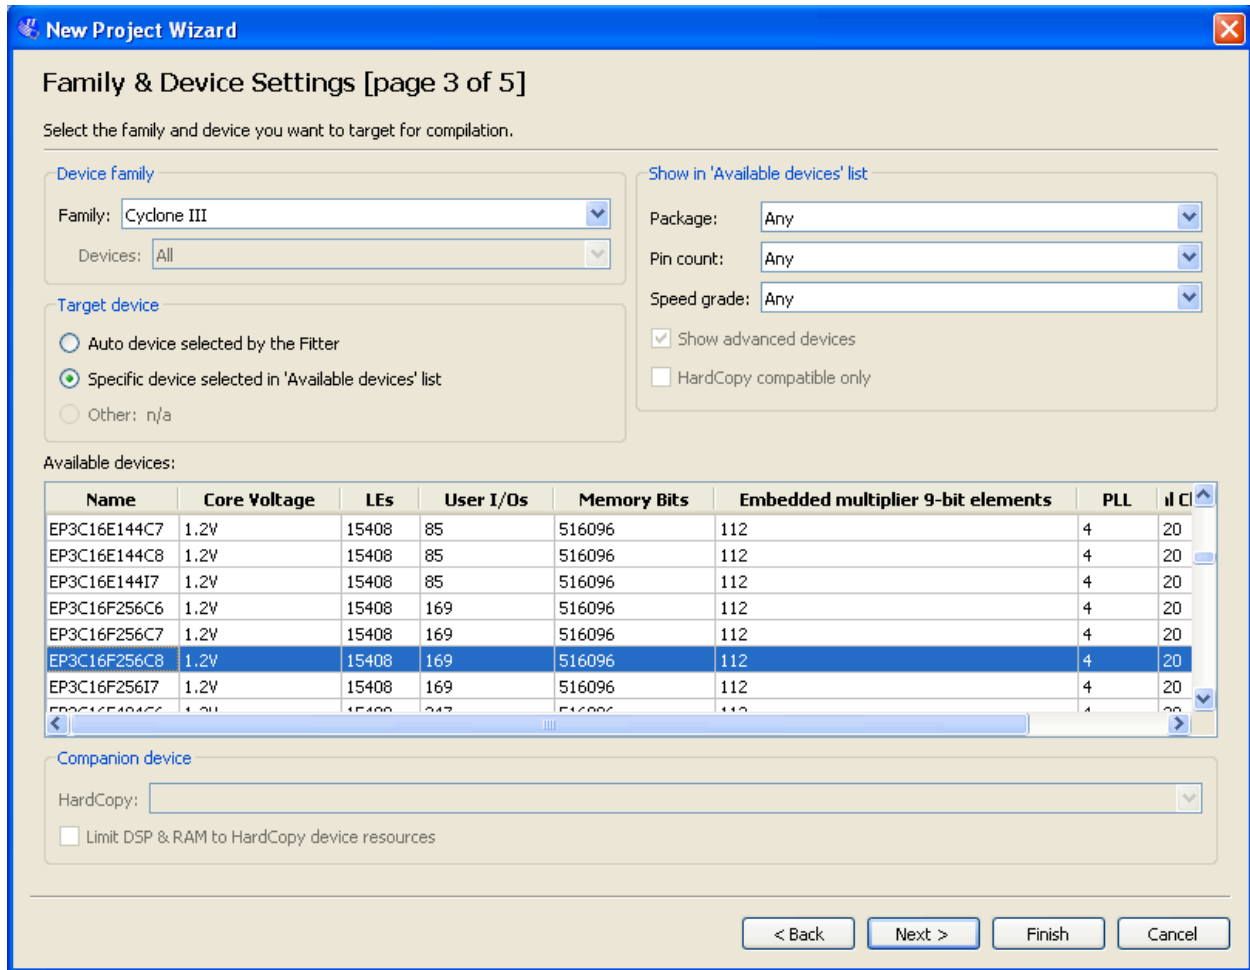 New Project Wizard
Family & Device Settings [page 3 of 5]
Select the family and device you want to target for compilation.
Device family
Family: Cyclone III
Devices: All
Show in 'Available devices' list
Package: Any
Pin count: Any
Speed grade: Any
Show advanced devices
HardCopy compatible only
Target device
Auto device selected by the Fitter
Specific device selected in 'Available devices' list
Other: n/a
Available devices:
Name Core Voltage LEs User I/Os Memory Bits Embedded multiplier 9-bit elements PLL
EP3C16E144C7 1.2V 15408 85 516096 112 4 20
EP3C16E144C8 1.2V 15408 85 516096 112 4 20
EP3C16E144I7 1.2V 15408 85 516096 112 4 20
EP3C16F256C6 1.2V 15408 169 516096 112 4 20
EP3C16F256C7 1.2V 15408 169 516096 112 4 20
EP3C16F256C8 1.2V 15408 169 516096 112 4 20
EP3C16F256I7 1.2V 15408 169 516096 112 4 20
Companion device
HardCopy:
Limit DSP & RAM to HardCopy device resources
< Back Next > Finish Cancel